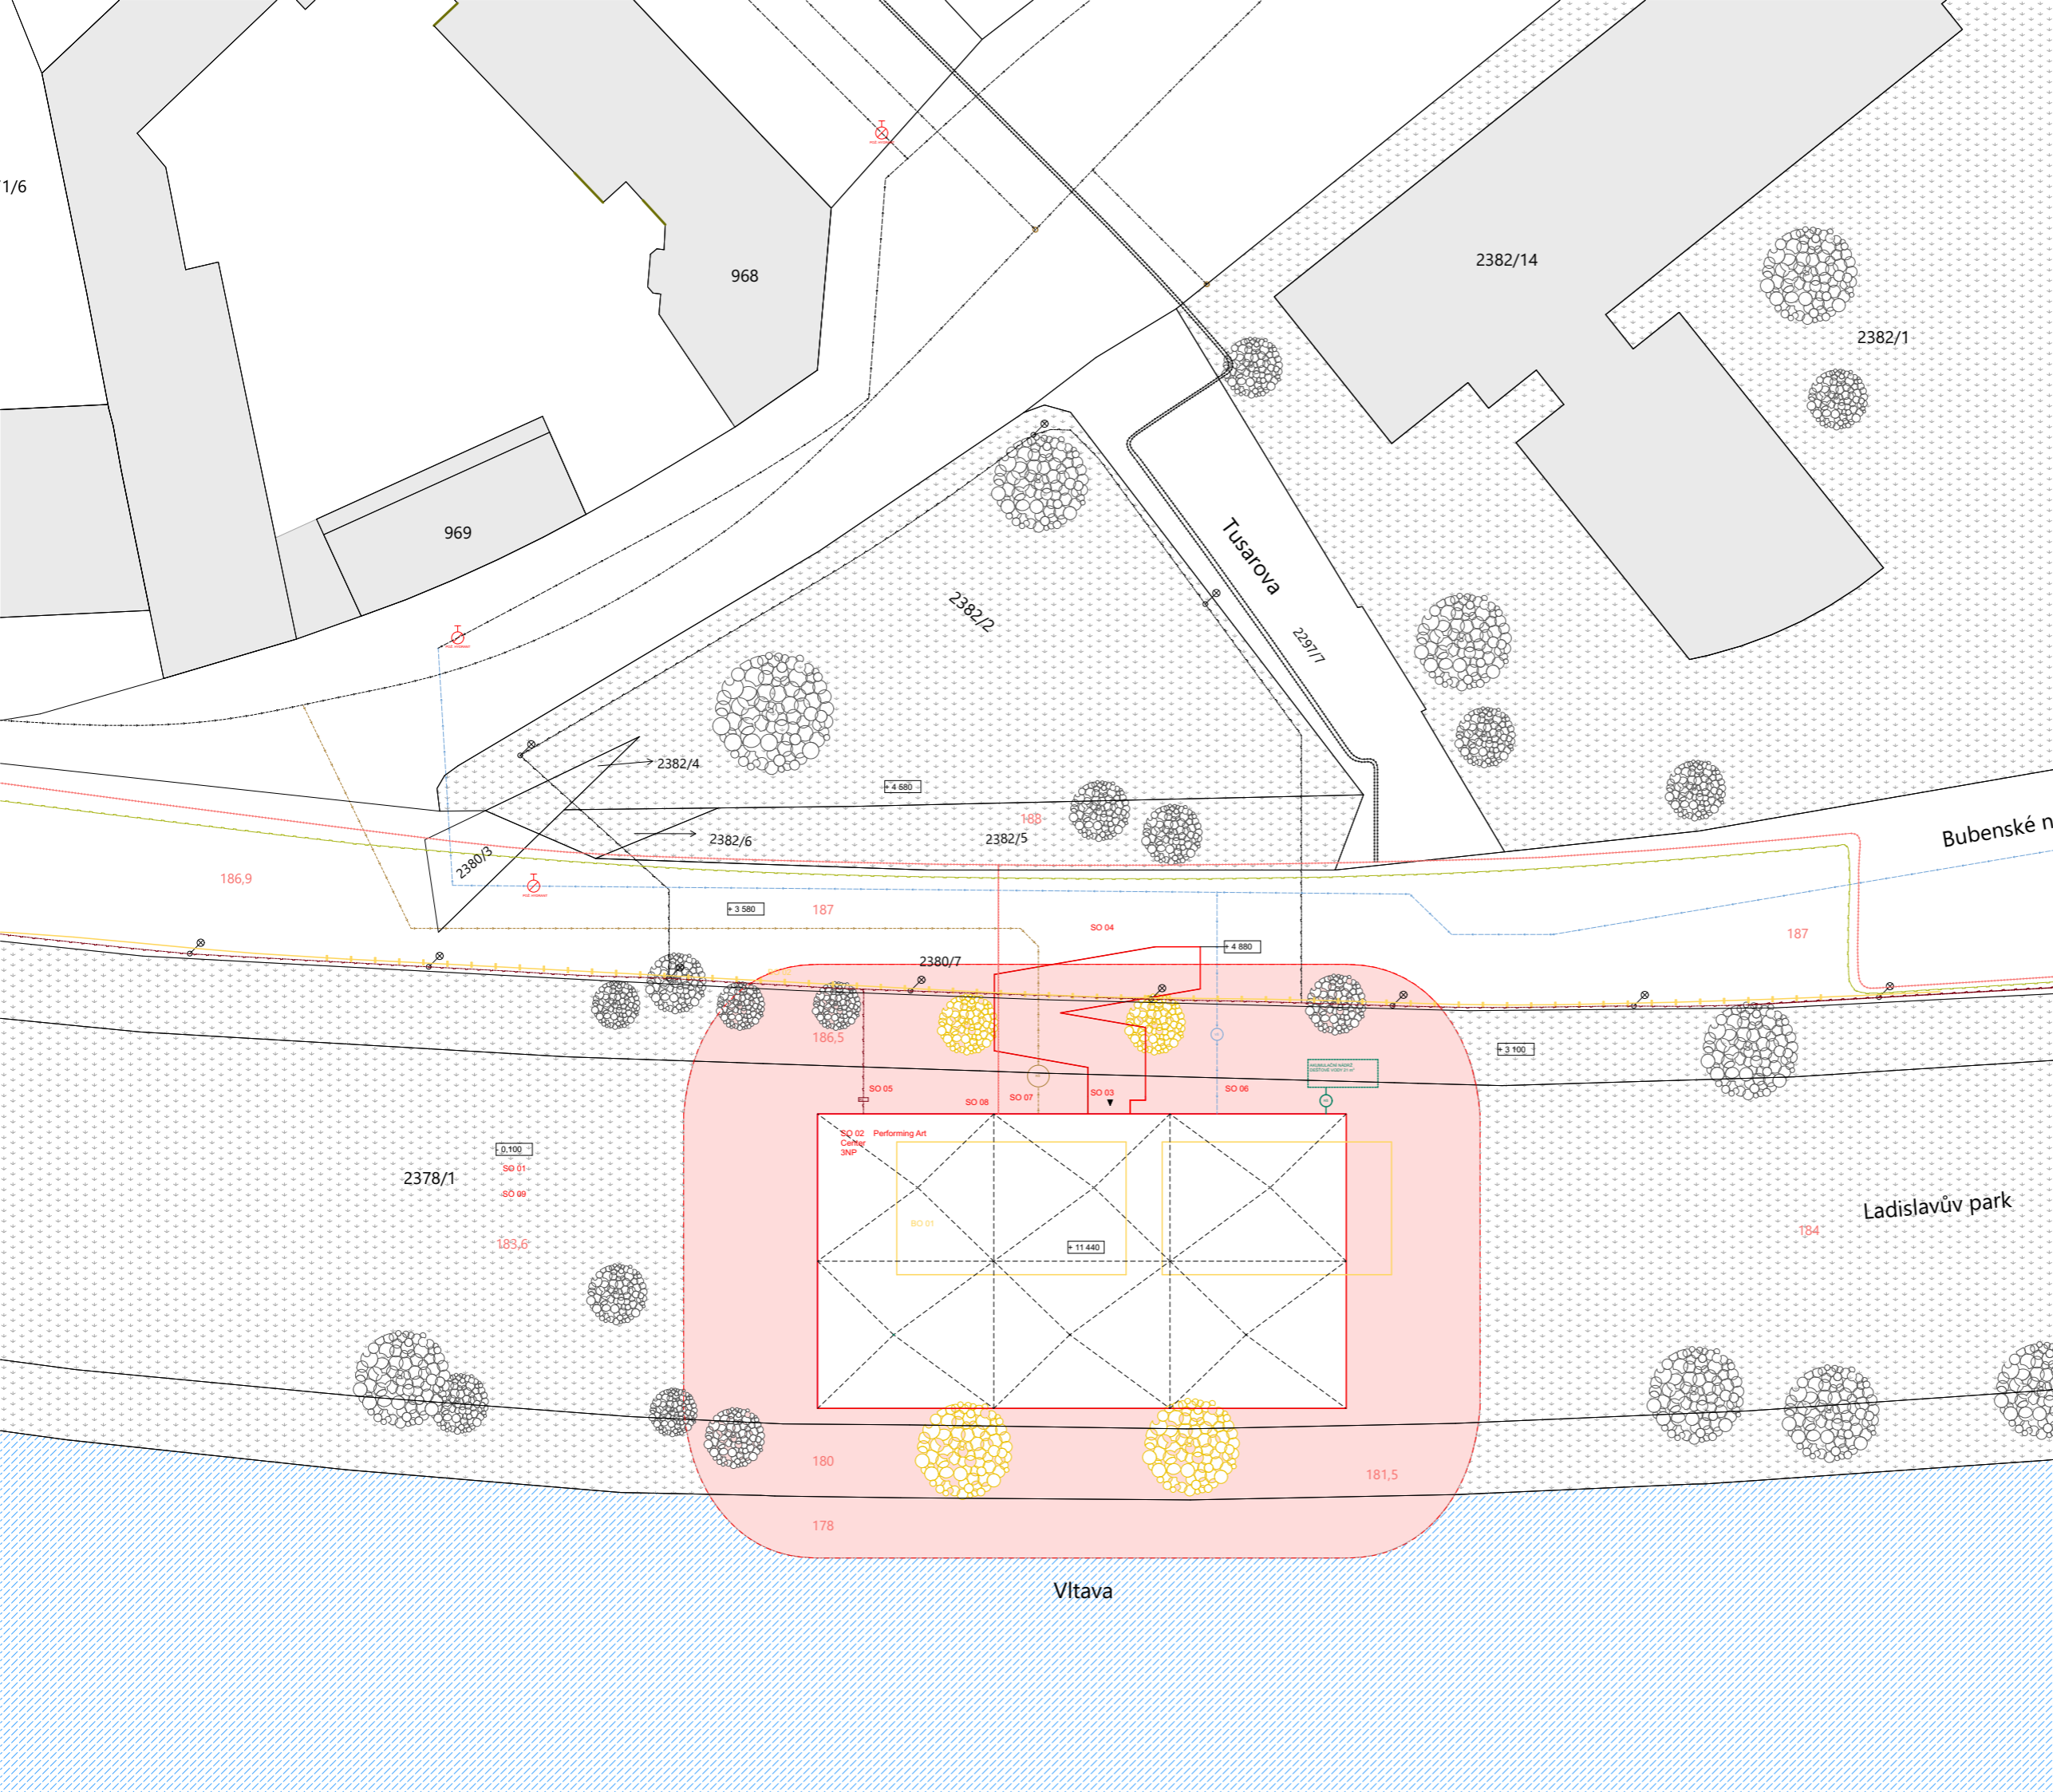 1/6
968
2382/14
2382/1
969
Tusarova
2382/2
2297/7
2382/4
+ 4 580
188
2382/6
2382/5
Bubenské n
2380/3
186,9
+ 3 580
187
SO 04
187
+ 4 880
2380/7
186,5
+ 3 100
SO 05
SO 03
SO 06
SO 07
SO 08
SO 02 Performing Art
Center
3NP
- 0,100
SO 01
2378/1
SO 09
BO 01
Ladislavův park
184
183,6
+ 11 440
180
181,5
178
Vltava